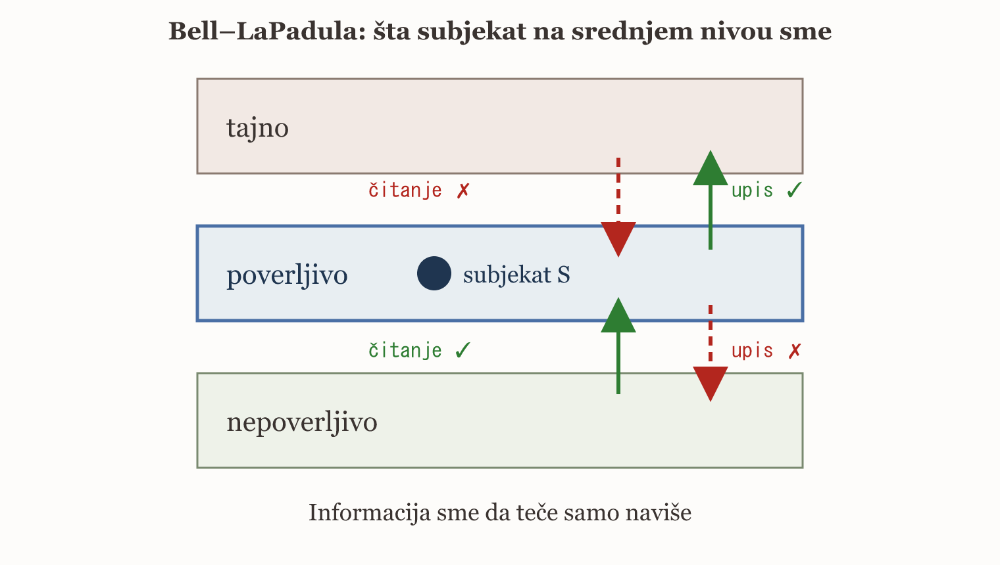 Bell–LaPadula: šta subjekat na srednjem nivou sme
tajno
čitanje ✗
upis ✓
poverljivo
subjekat S
čitanje ✓
upis ✗
nepoverljivo
Informacija sme da teče samo naviše